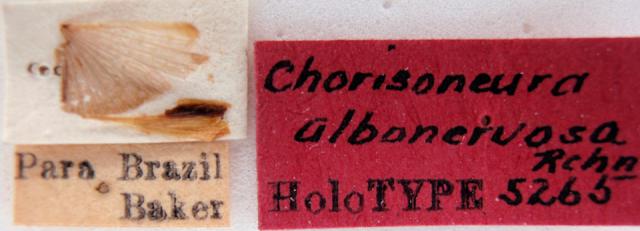 Para Brazil
Baker
Chorisoneura
albonervosa
Rehn
HoloTYPE 5265